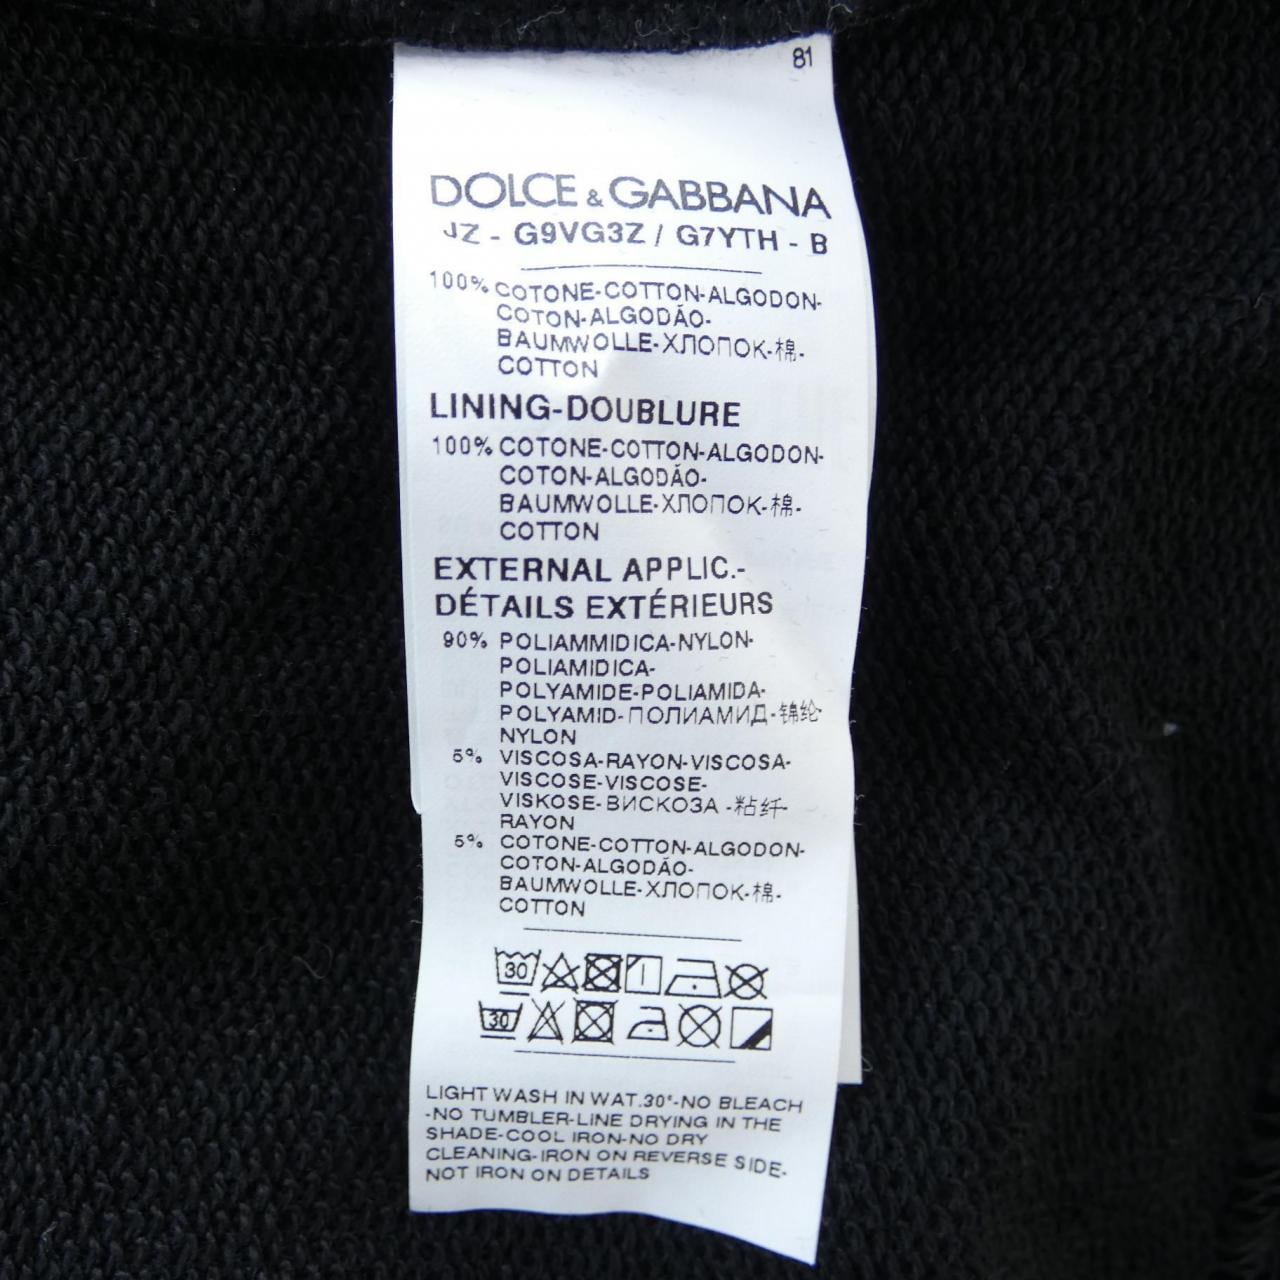 81
DOLCE & GABBANA
JZ - G9VG3Z / G7YTH - B
100% COTONE-COTTON-ALGODON-
COTON-ALGODÃO-
BAUMWOLLE-ХЛОПОК-棉-
COTTON
LINING-DOUBLURE
100% COTONE-COTTON-ALGODON-
COTON-ALGODÃO-
BAUMWOLLE-ХЛОПОК-棉-
COTTON
EXTERNAL APPLIC.-
DÉTAILS EXTÉRIEURS
90% POLIAMMIDICA-NYLON-
POLIAMIDICA-
POLYAMIDE-POLIAMIDA-
POLYAMID-ПОЛИАМИД-锦纶-
NYLON
5% VISCOSA-RAYON-VISCOSA-
VISCOSE-VISCOSE-
VISKOSE-ВИСКОЗА -粘纤-
RAYON
5% COTONE-COTTON-ALGODON-
COTON-ALGODÃO-
BAUMWOLLE-ХЛОПОК-棉-
COTTON
30
30
LIGHT WASH IN WAT.30°-NO BLEACH
-NO TUMBLER-LINE DRYING IN THE
SHADE-COOL IRON-NO DRY
CLEANING-IRON ON REVERSE SIDE-
NOT IRON ON DETAILS